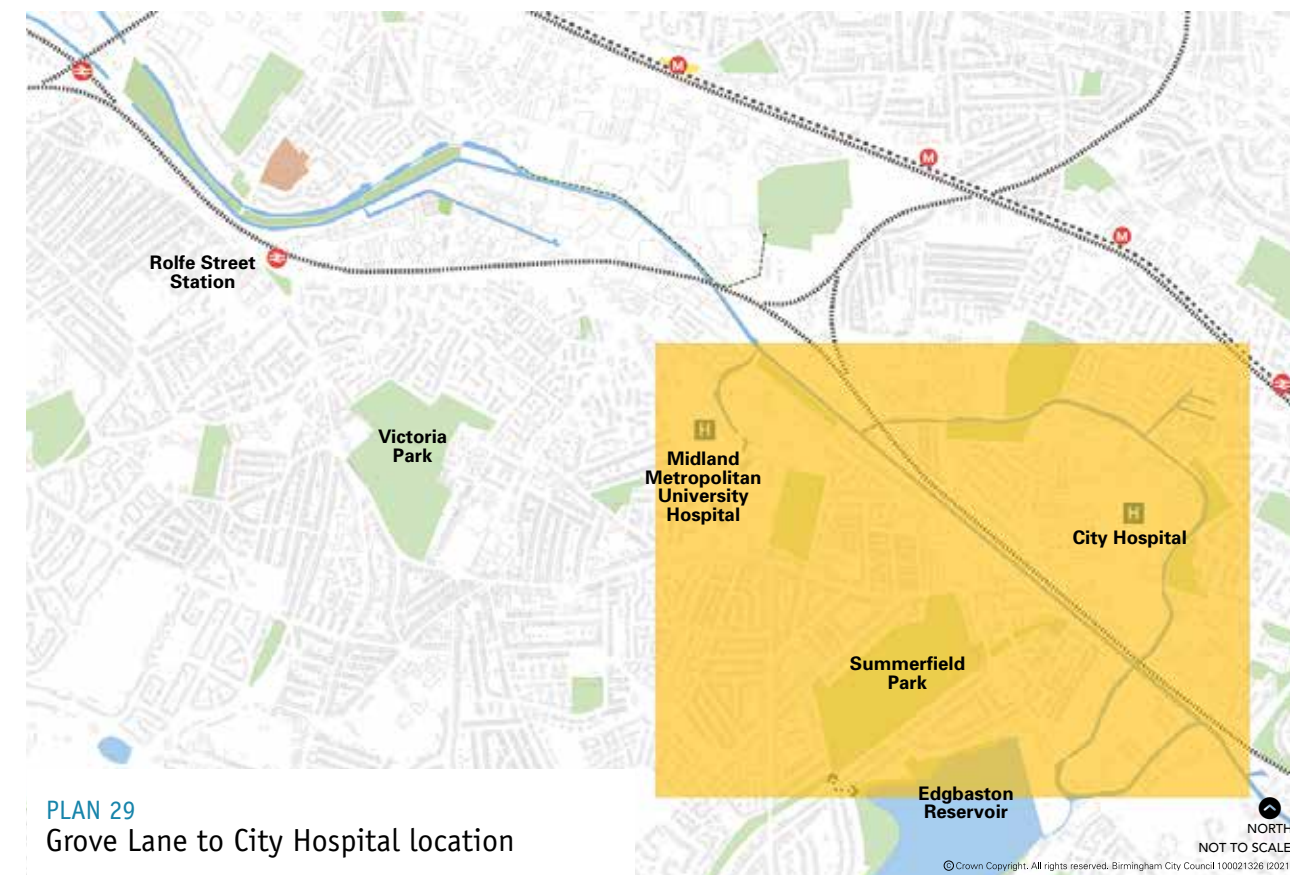 M
M
M
Rolfe Street
Station
Victoria
Park
H
Midland
Metropolitan
University
Hospital
H
City Hospital
Summerfield
Park
Edgbaston
Reservoir
PLAN 29
Grove Lane to City Hospital location
NORTH
NOT TO SCALE
© Crown Copyright. All rights reserved. Birmingham City Council 100021326 (2021